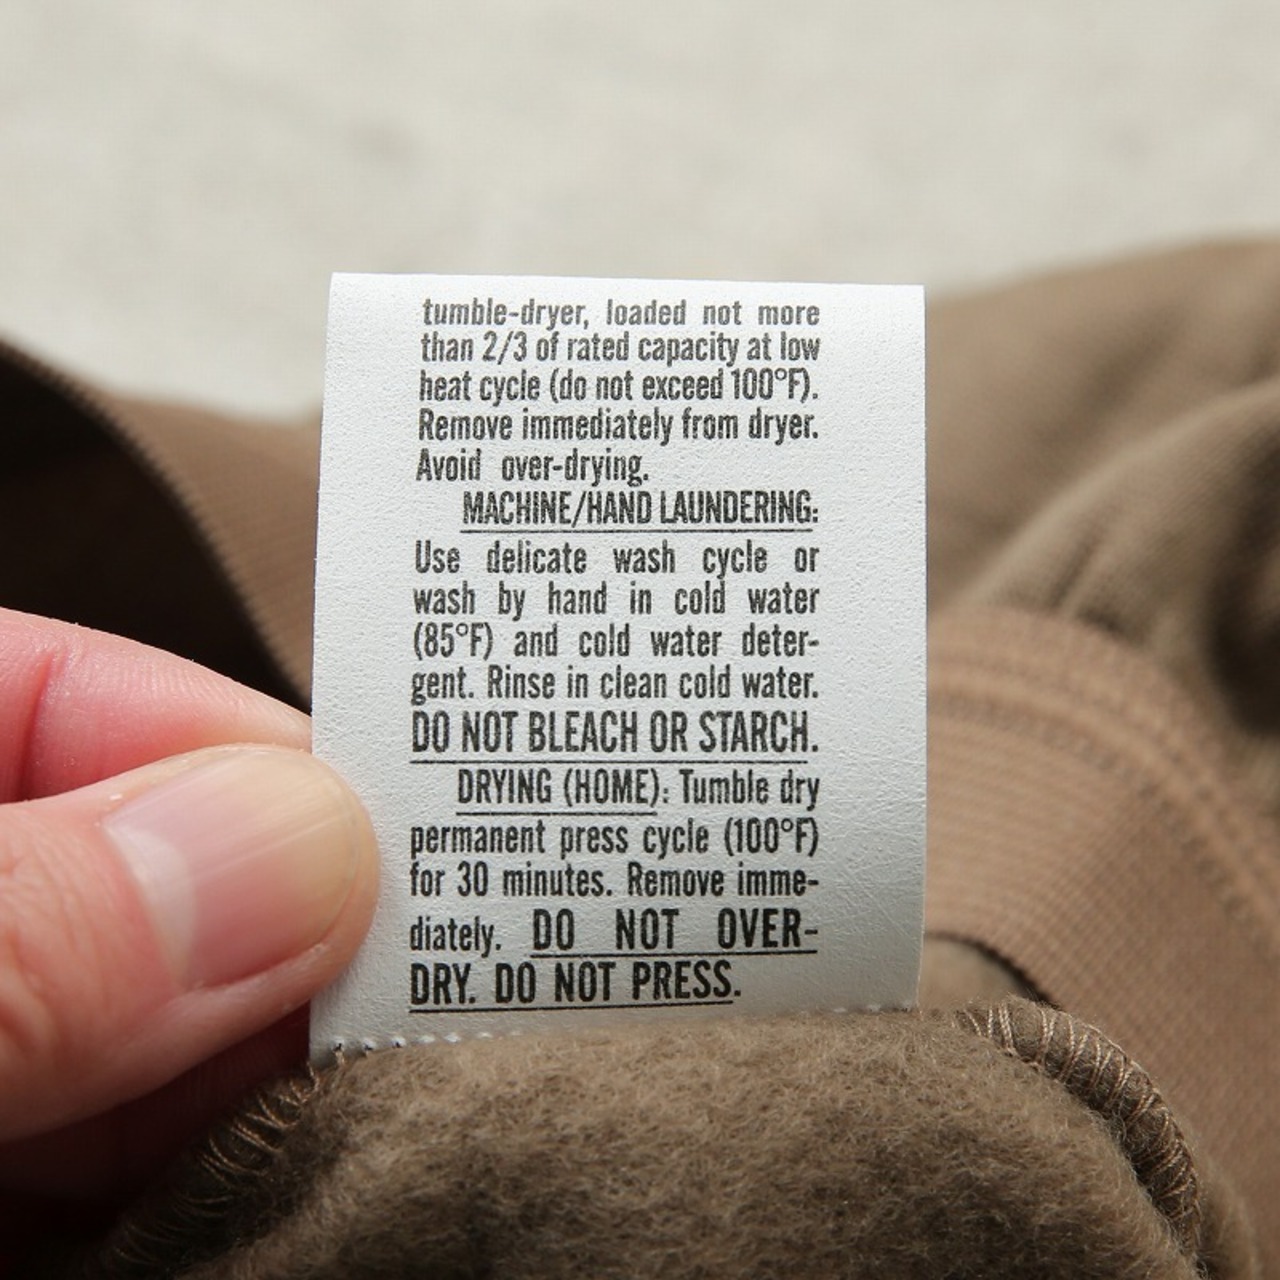 tumble-dryer, loaded not more
than 2/3 of rated capacity at low
heat cycle (do not exceed 100°F).
Remove immediately from dryer.
Avoid over-drying.
MACHINE/HAND LAUNDERING:
Use delicate wash cycle or
wash by hand in cold water
(85°F) and cold water deter-
gent. Rinse in clean cold water.
DO NOT BLEACH OR STARCH.
DRYING (HOME): Tumble dry
permanent press cycle (100°F)
for 30 minutes. Remove imme-
diately. DO NOT OVER-
DRY. DO NOT PRESS.